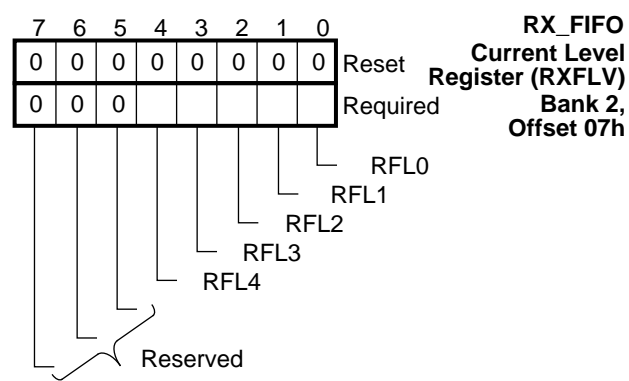 7 6 5 4 3 2 1 0
RX_FIFO
Current Level
Register (RXFLV)
Bank 2,
Offset 07h
0 0 0 0 0 0 0 0 Reset
0 0 0 Required
RFL0
RFL1
RFL2
RFL3
RFL4
Reserved